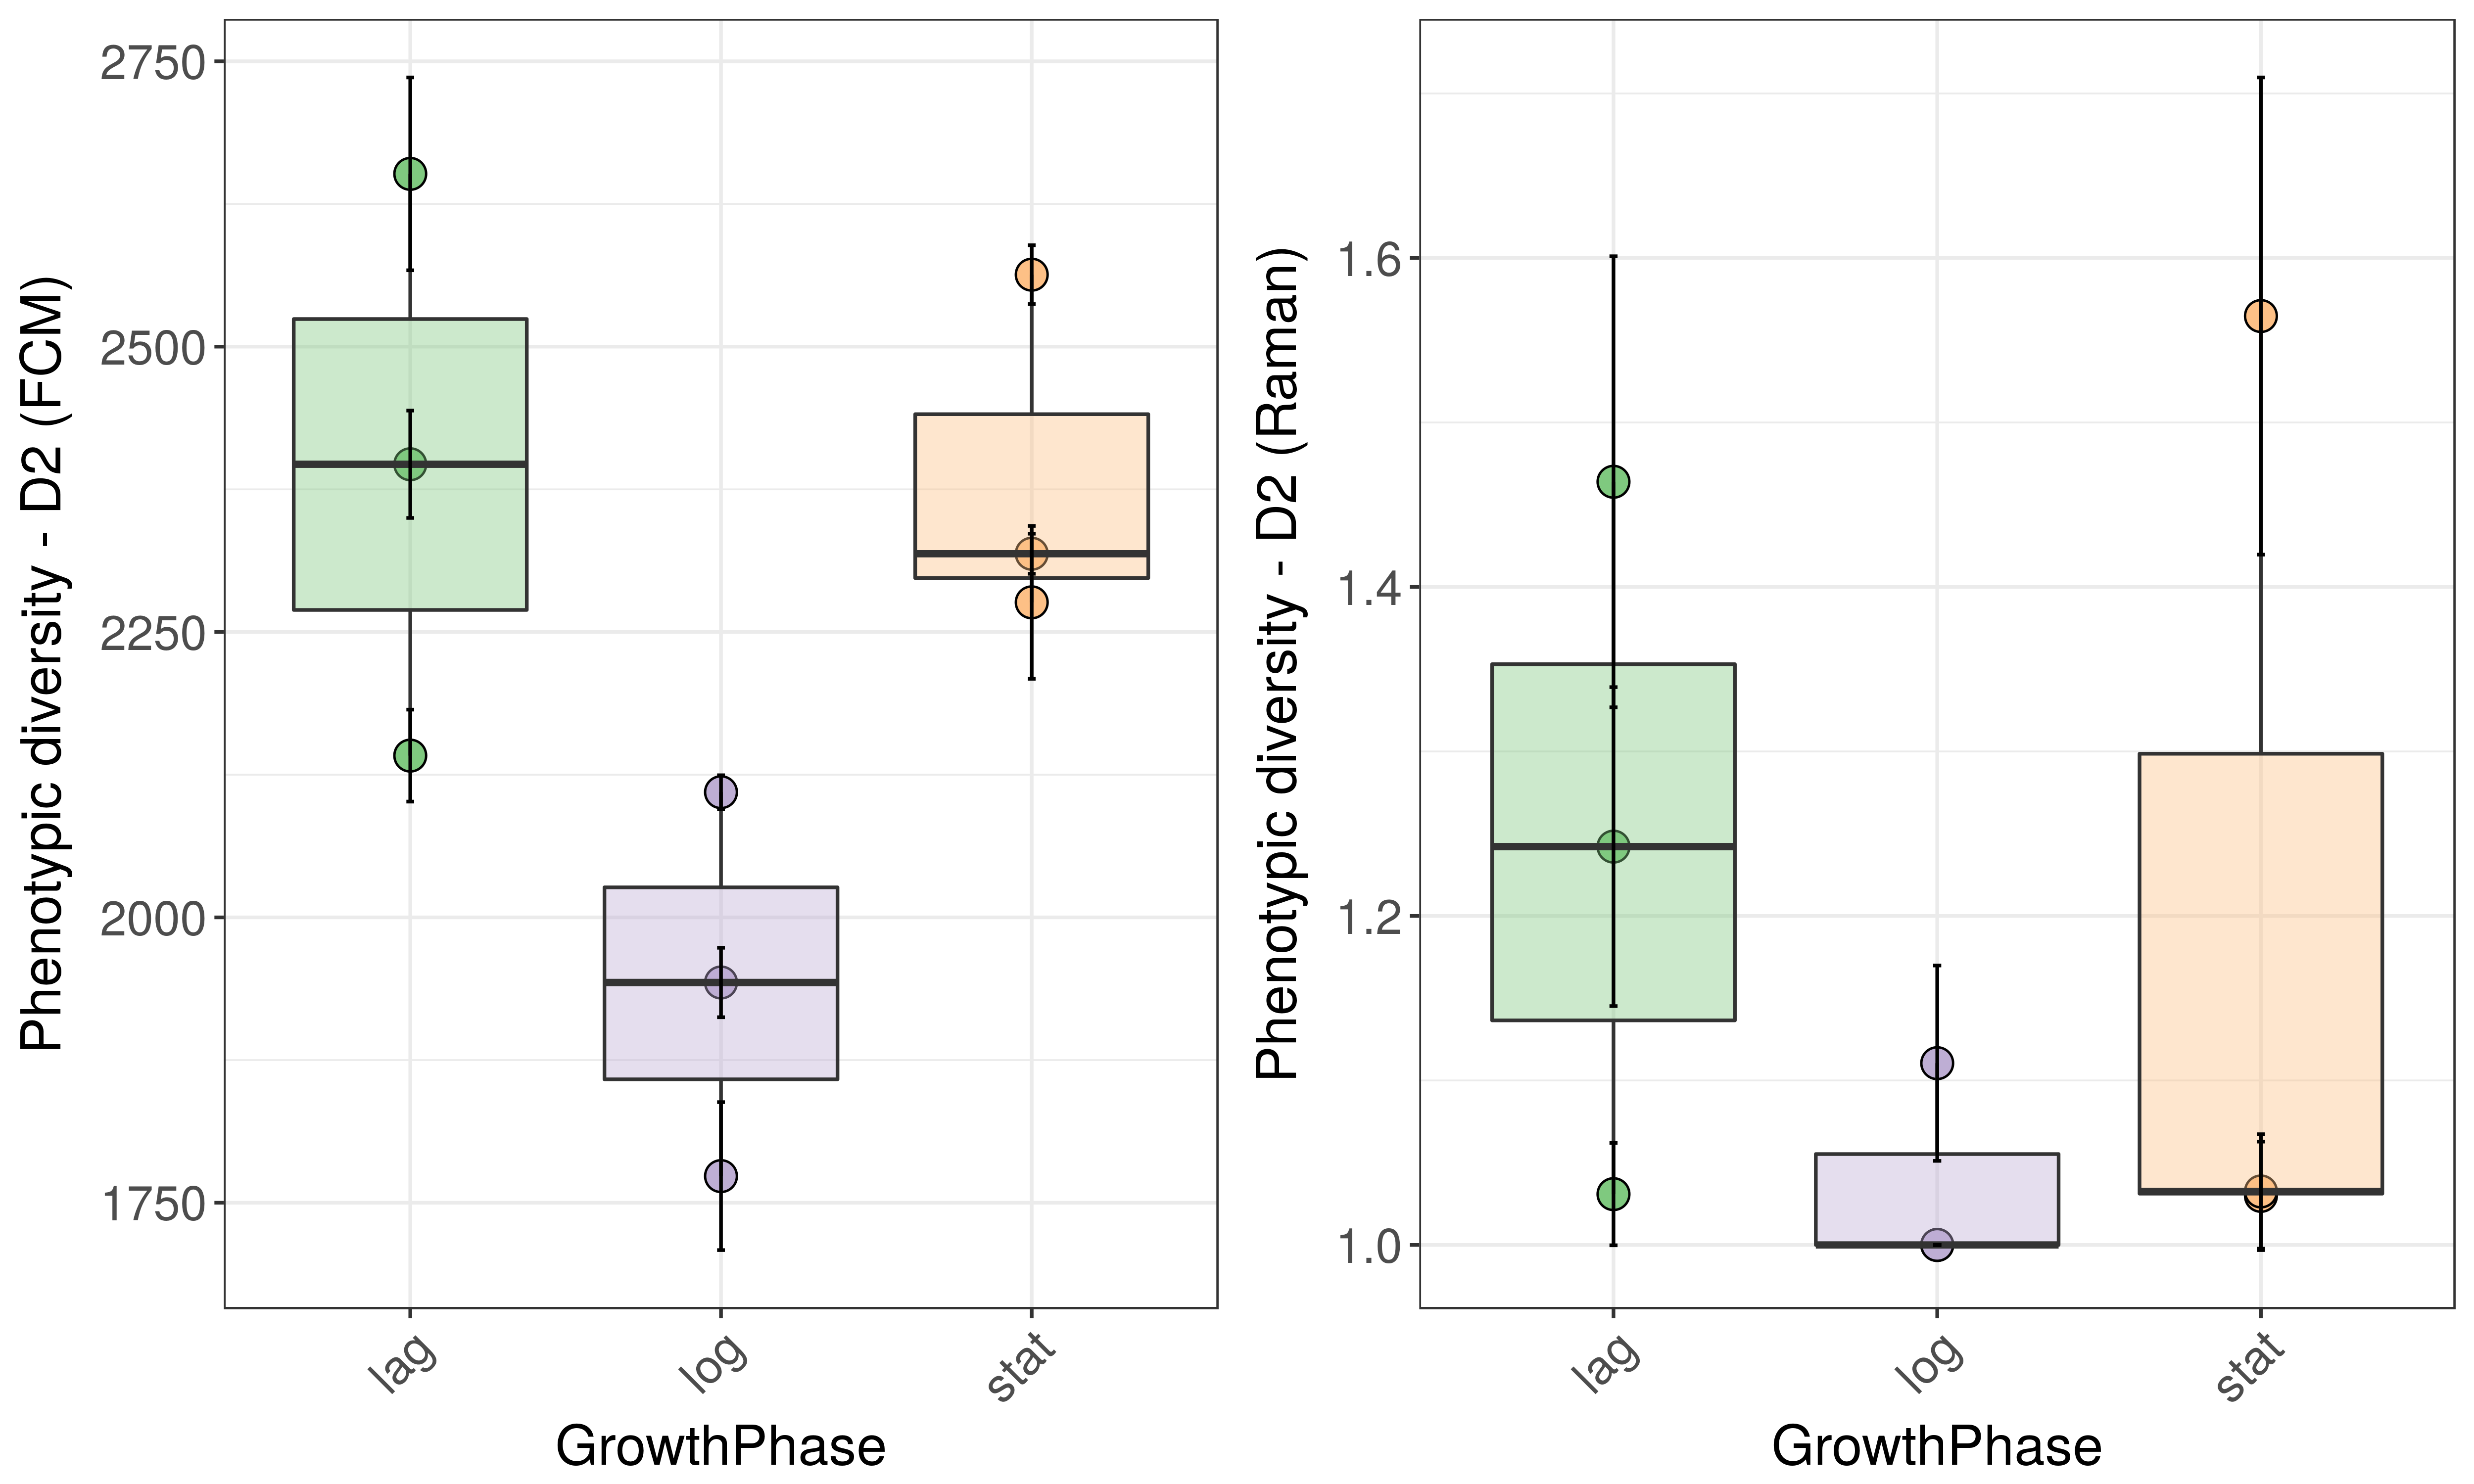 Phenotypic diversity - D2 (FCM)
2750
2500
2250
2000
1750
lag
log
stat
GrowthPhase
Phenotypic diversity - D2 (Raman)
1.6
1.4
1.2
1.0
lag
log
stat
GrowthPhase